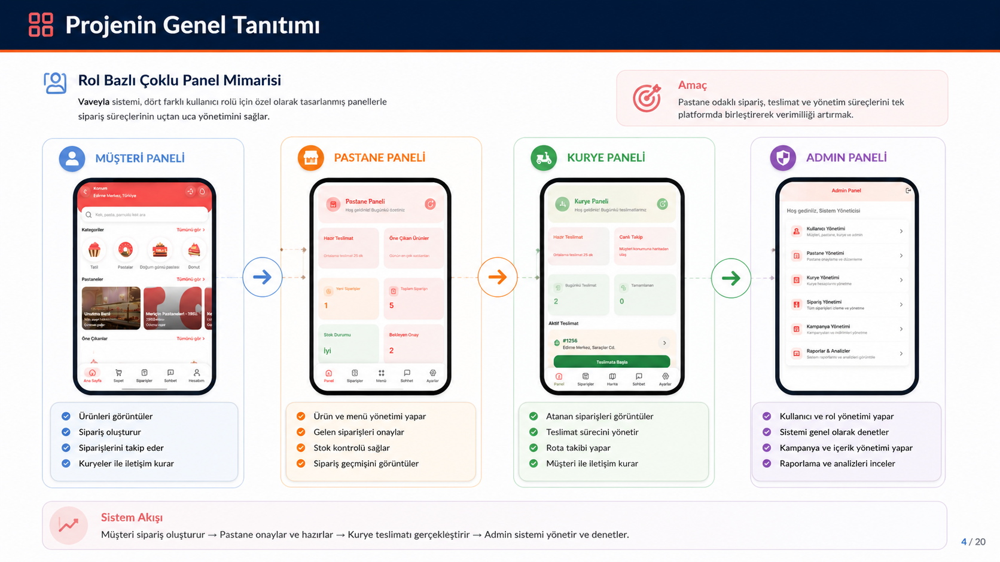 Projenin Genel Tanıtımı
Rol Bazlı Çoklu Panel Mimarisi
Vaveyla sistemi, dört farklı kullanıcı rolü için özel olarak tasarlanmış panellerle
sipariş süreçlerinin uçtan uca yönetimini sağlar.
Amaç
Pastane odaklı sipariş, teslimat ve yönetim süreçlerini tek
platformda birleştirerek verimliliği artırmak.
MÜŞTERİ PANELİ
Konum
Edirne Merkez, Türkiye
Kek, pasta,
ara
Kategoriler
Tümünü gör >
Tatil
Pastalar
Doğum günü pastası
Donut
Pastaneler
Tümünü gör >
Meriçin Pastaneleri -
Öne Çıkanlar
Tümünü gör >
Ana Sayfa
Sepet
Siparişler
Sohbet
Hesabım
Ürünleri görüntüler
Sipariş oluşturur
Siparişlerini takip eder
Kuryeler ile iletişim kurar
PASTANE PANELİ
Pastane Paneli
Hoş geldiniz! Bugünkü özetiniz
Hazır Teslimat
Ortalama teslimat 25 dk
Öne Çıkan Ürünler
Günün en çok satılanları
Yeni Siparişler
1
Toplam Sipariş
5
Stok Durumu
İyi
Bekleyen Onay
2
Panel
Siparişler
Menü
Sohbet
Ayarlar
Ürün ve menü yönetimi yapar
Gelen siparişleri onaylar
Stok kontrolü sağlar
Sipariş geçmişini görüntüler
KURYE PANELİ
Kurye Paneli
Hoş geldiniz! Bugünkü teslimatlarınız
Hazır Teslimat
Ortalama teslimat 25 dk
Canlı Takip
Müşteri konumuna haritadan
ulaş
Bugünkü Teslimat
2
Tamamlanan
0
Aktif Teslimat
#12S6
Edirne Merkez, Saraçlar Cd.
Teslimata Başla
Panel
Siparişler
Harita
Sohbet
Ayarlar
Atanan siparişleri görüntüler
Teslimat sürecini yönetir
Rota takibi yapar
Müşteri ile iletişim kurar
ADMIN PANELİ
Admin Panel
Hoş gediniiz, Sistem Yöneticisi
Kullanıcı Yönetimi
Müşteri, pastane, kurye ve admin
Pastane Yönetimi
Pastane onaylama ve düzenleme
Kurye Yönetimi
Kurye hesaplarını yönetme
Sipariş Yönetimi
Tüm siparişleri izleme ve yönetme
Kampanya Yönetimi
Kampanyaları ve indirimleri yönetme
Raporlar & Analizler
Sistem raporlarını ve analizleri görüntüle
Kullanıcı ve rol yönetimi yapar
Sistemi genel olarak denetler
Kampanya ve içerik yönetimi yapar
Raporlama ve analizleri inceler
Sistem Akışı
Müşteri sipariş oluşturur → Pastane onaylar ve hazırlar → Kurye teslimatı gerçekleştirir → Admin sistemi yönetir ve denetler.
4 / 20